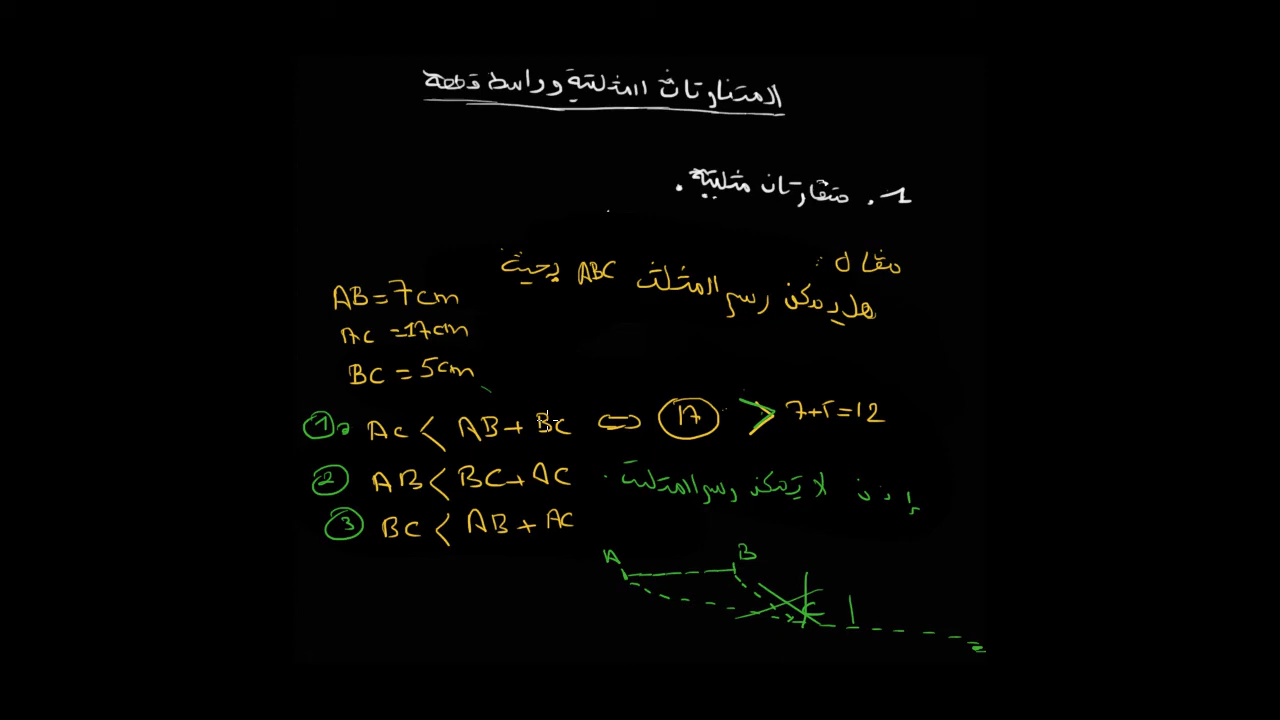 المتفاوتات المثلثية وواسط قطعة
1. متفاوتات مثلثية.
مثال :
هل يمكن رسم المثلث ABC بحيث
AB=7cm
AC=17cm
BC=5cm
① AC < AB+BC ⇔ 17 > 7+5=12
② AB < BC+AC
إذن لا يمكن رسم المثلث.
③ BC < AB+AC
A B
C